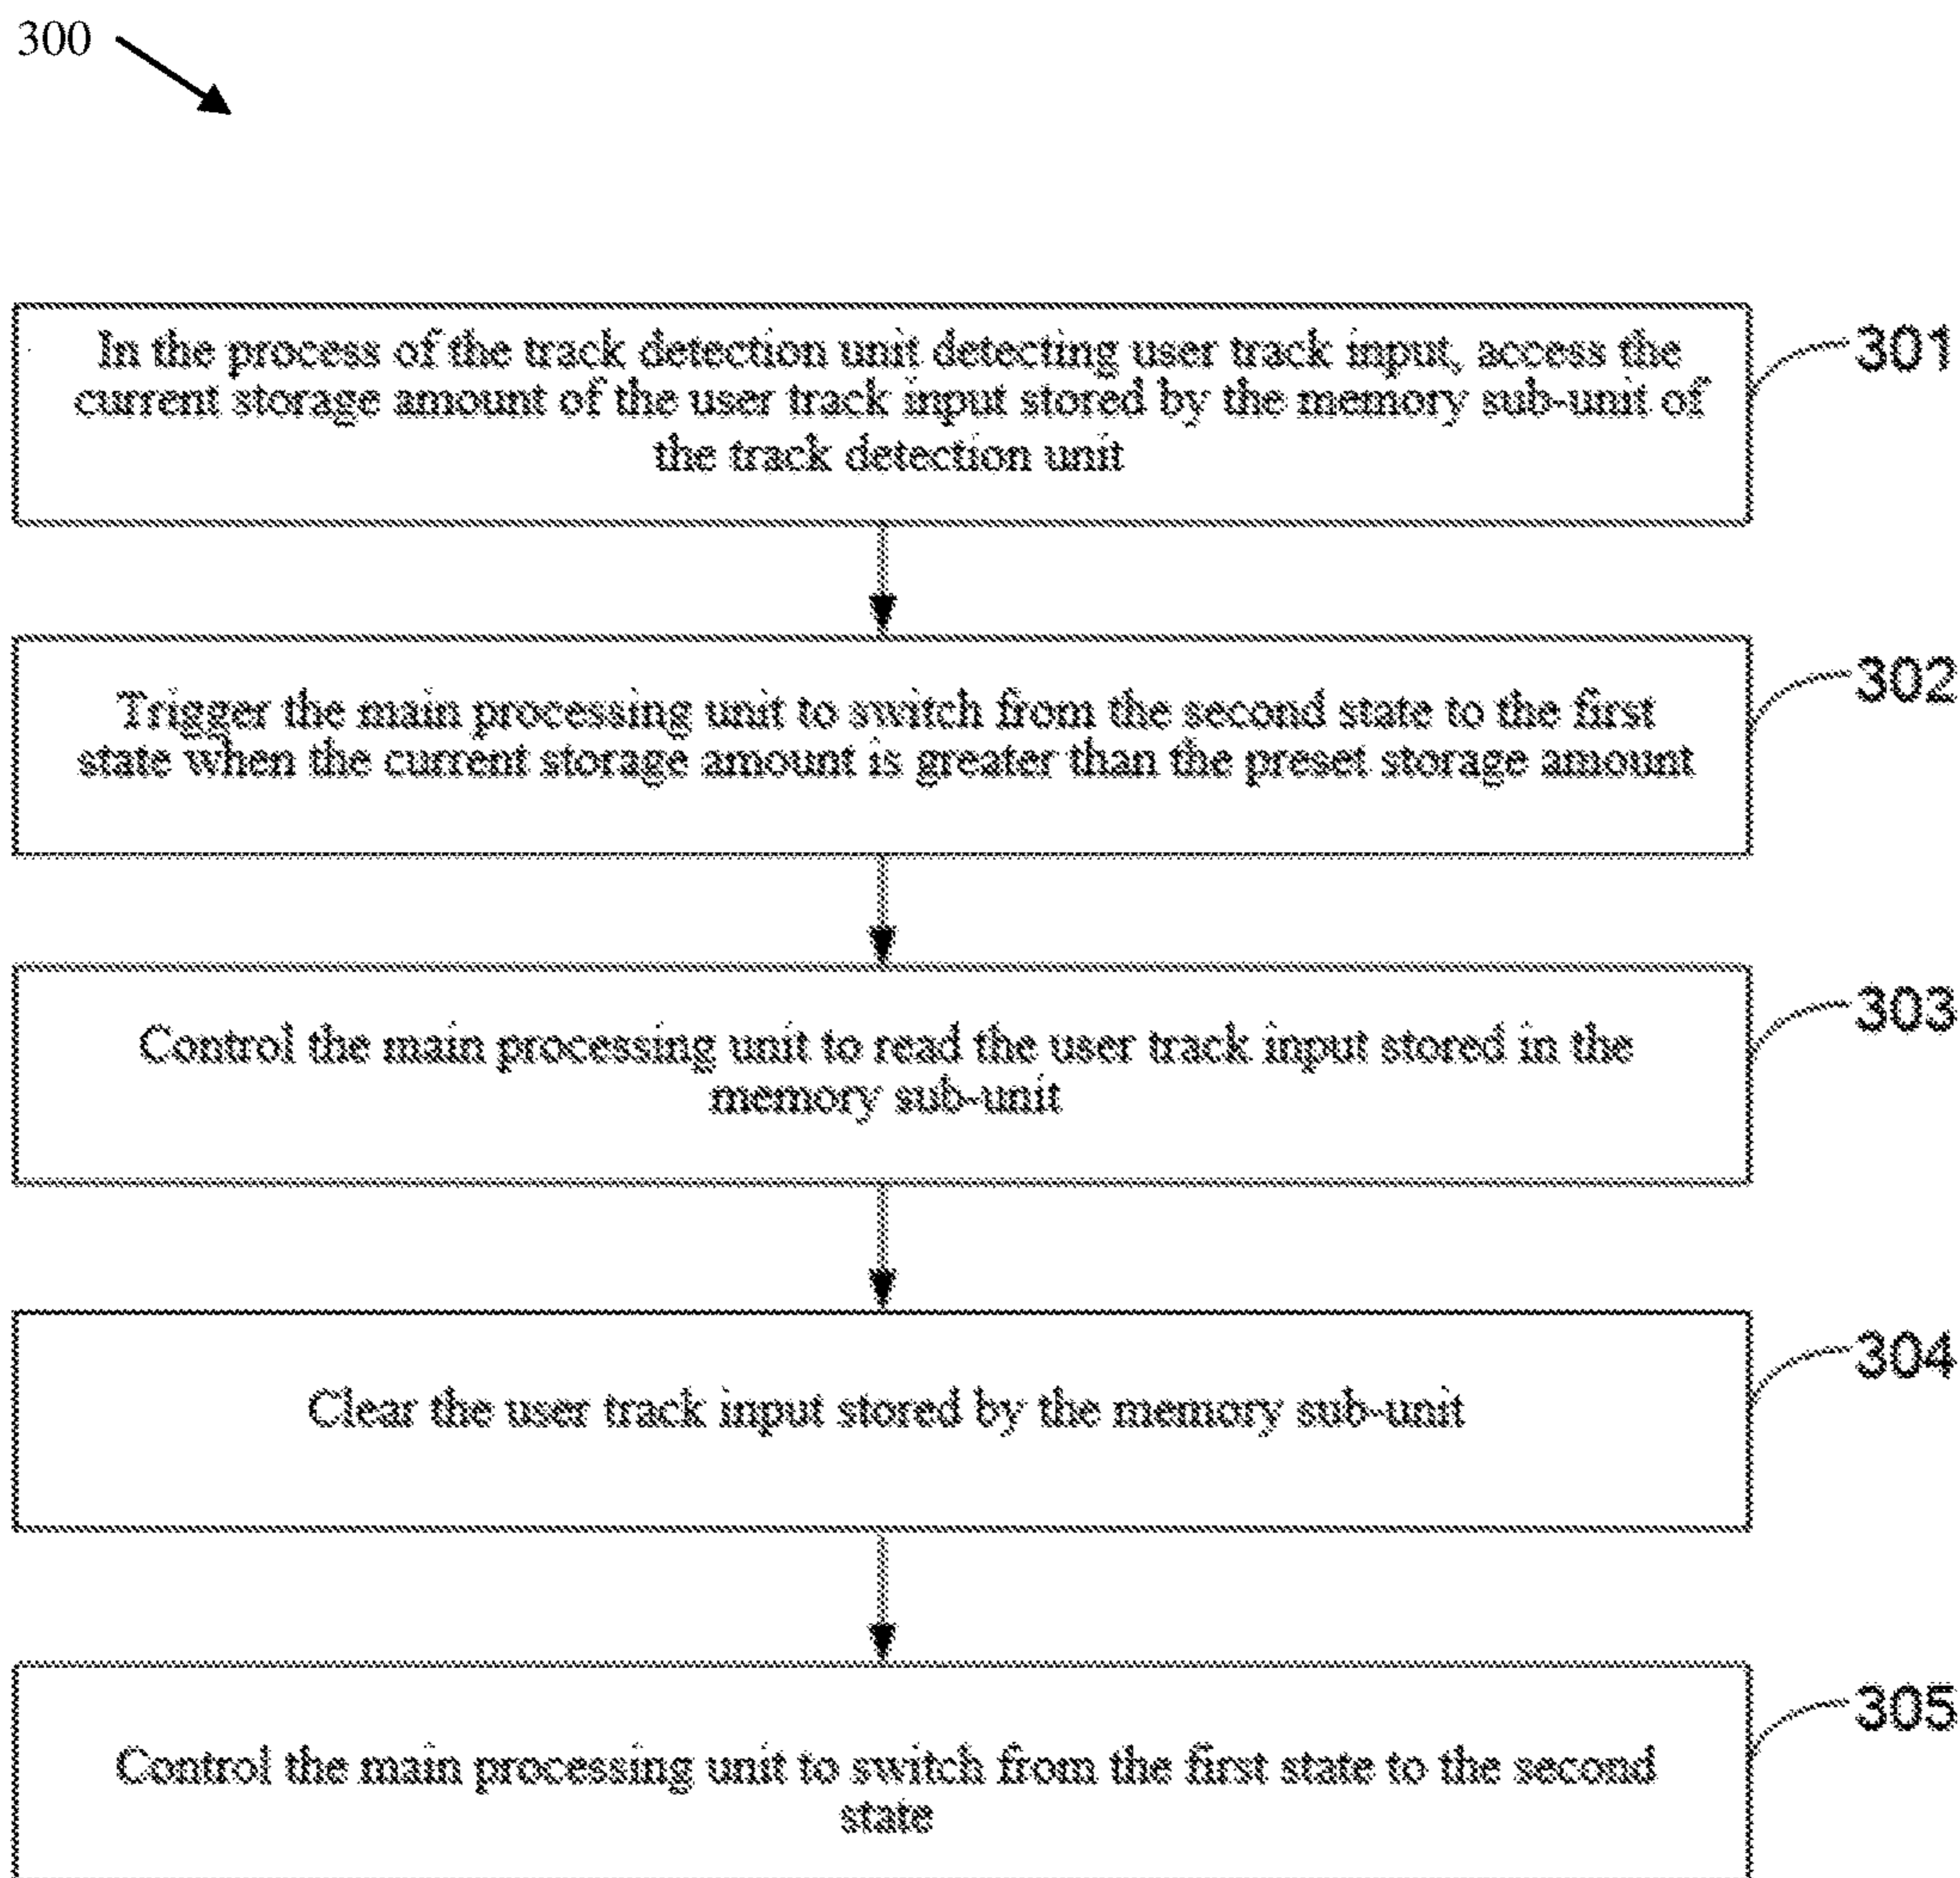 300
In the process of the track detection unit detecting user track input, access the
current storage amount of the user track input stored by the memory sub-unit of
the track detection unit
301
Trigger the main processing unit to switch from the second state to the first
state when the current storage amount is greater than the preset storage amount
302
Control the main processing unit to read the user track input stored in the
memory sub-unit
303
Clear the user track input stored by the memory sub-unit
304
Control the main processing unit to switch from the first state to the second
state
305